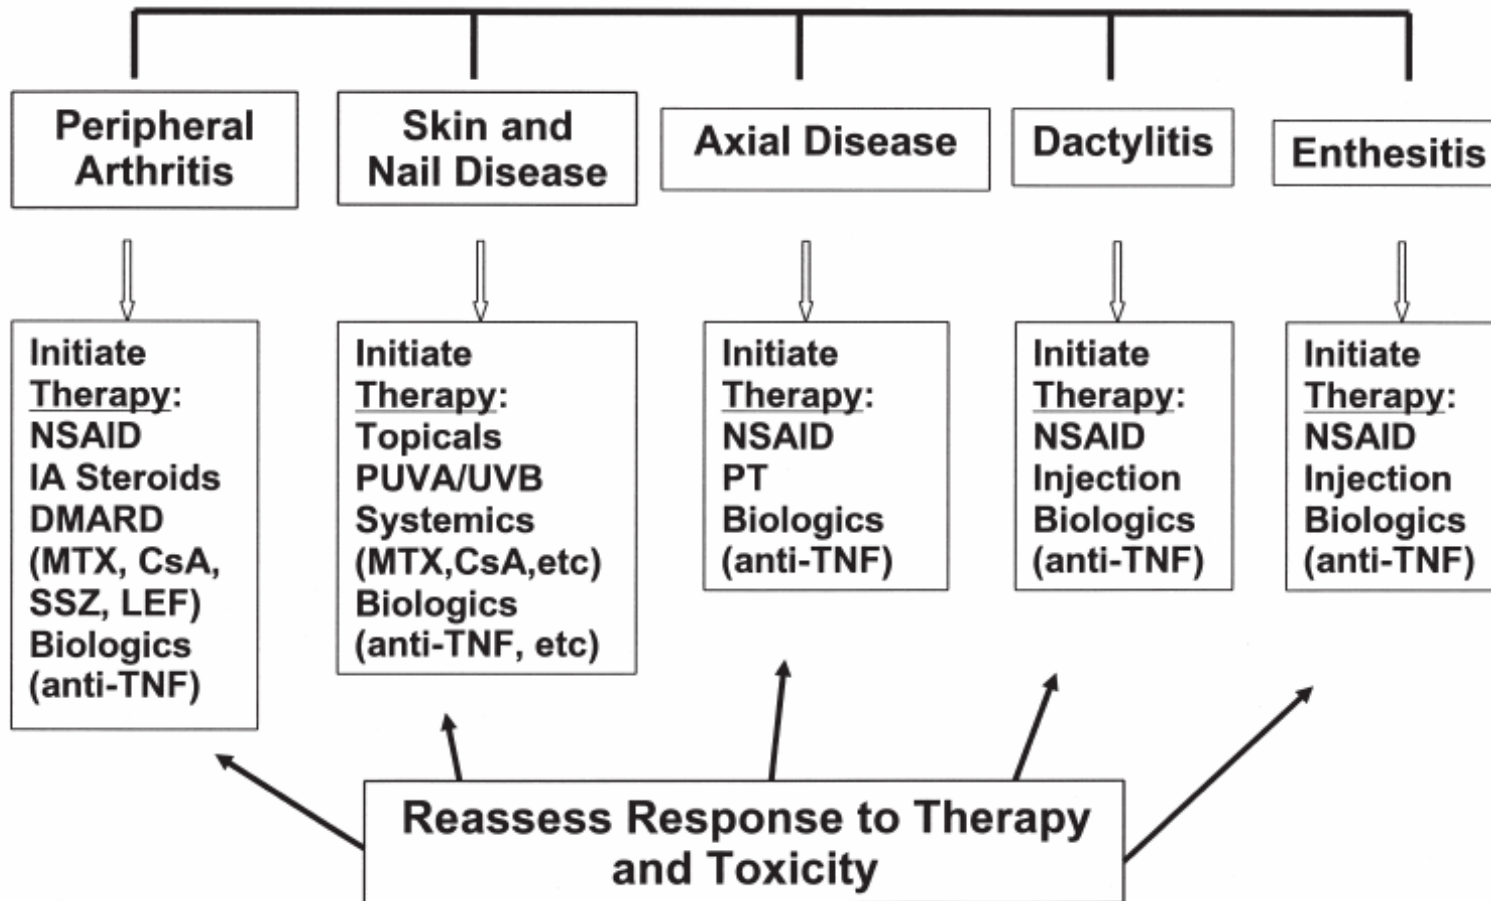 Peripheral
Arthritis
Skin and
Nail Disease
Axial Disease
Dactylitis
Enthesitis
Initiate
Therapy:
NSAID
IA Steroids
DMARD
(MTX, CsA,
SSZ, LEF)
Biologics
(anti-TNF)
Initiate
Therapy:
Topicals
PUVA/UVB
Systemics
(MTX,CsA,etc)
Biologics
(anti-TNF, etc)
Initiate
Therapy:
NSAID
PT
Biologics
(anti-TNF)
Initiate
Therapy:
NSAID
Injection
Biologics
(anti-TNF)
Initiate
Therapy:
NSAID
Injection
Biologics
(anti-TNF)
Reassess Response to Therapy
and Toxicity